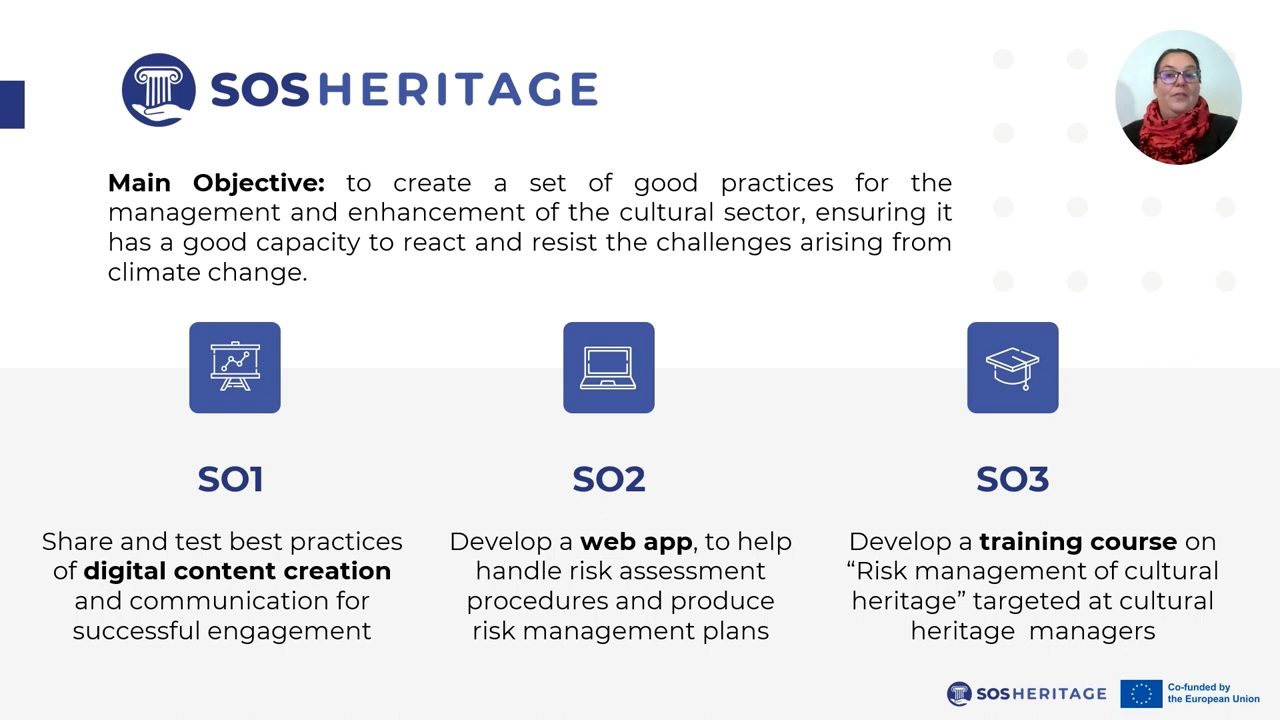 SOSHERITAGE
Main Objective: to create a set of good practices for the
management and enhancement of the cultural sector, ensuring it
has a good capacity to react and resist the challenges arising from
climate change.
SO1
Share and test best practices
of digital content creation
and communication for
successful engagement
SO2
Develop a web app, to help
handle risk assessment
procedures and produce
risk management plans
SO3
Develop a training course on
“Risk management of cultural
heritage” targeted at cultural
heritage managers
SOSHERITAGE
Co-funded by
the European Union